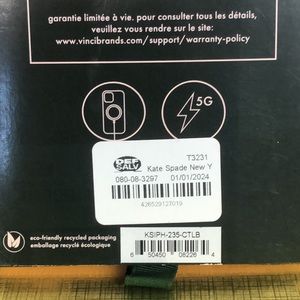 garantie limitée à vie. pour consulter tous les détails,
veuillez vous rendre sur le site
www.vincibrands.com/support/warranty-policy
5G
T3231
Kate Spade New Y
080-08-3297 01/01/2024
426529127019
KSIPH-235-CTLB
6 50450 08226 4
eco-friendly recycled packaging
emballage recyclé écologique